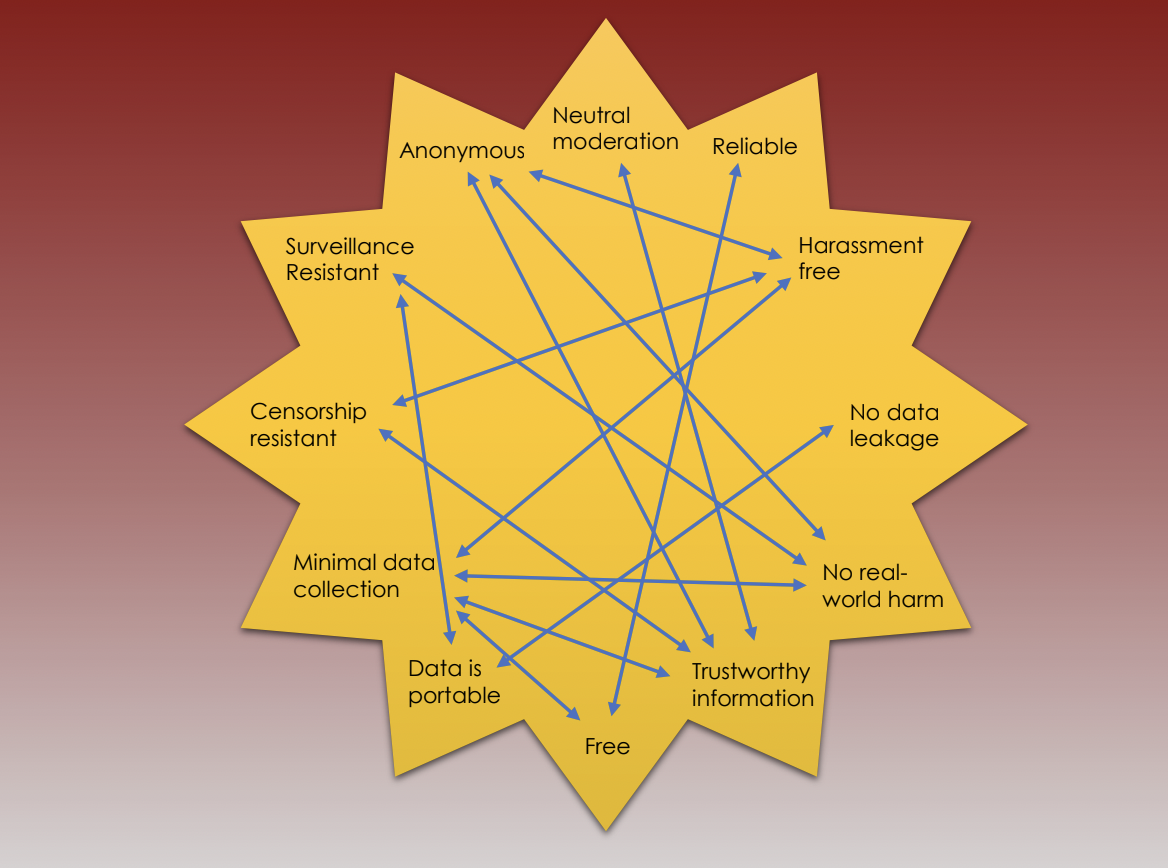 Neutral
moderation
Anonymous
Reliable
Surveillance
Resistant
Harassment
free
Censorship
resistant
No data
leakage
Minimal data
collection
No real-
world harm
Data is
portable
Trustworthy
information
Free